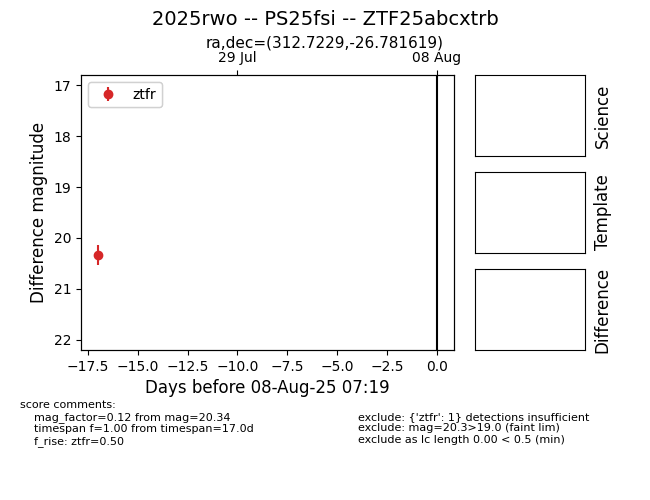 2025rwo -- PS25fsi -- ZTF25abcxtrb
ra,dec=(312.7229,-26.781619)
29 Jul 08 Aug
ztfr
17
18
19
20
21
22
Difference magnitude
−17.5 −15.0 −12.5 −10.0 −7.5 −5.0 −2.5 0.0
Days before 08-Aug-25 07:19
Science
Template
Difference
score comments:
mag_factor=0.12 from mag=20.34
timespan f=1.00 from timespan=17.0d
f_rise: ztfr=0.50
exclude: {'ztfr': 1} detections insufficient
exclude: mag=20.3>19.0 (faint lim)
exclude as lc length 0.00 < 0.5 (min)